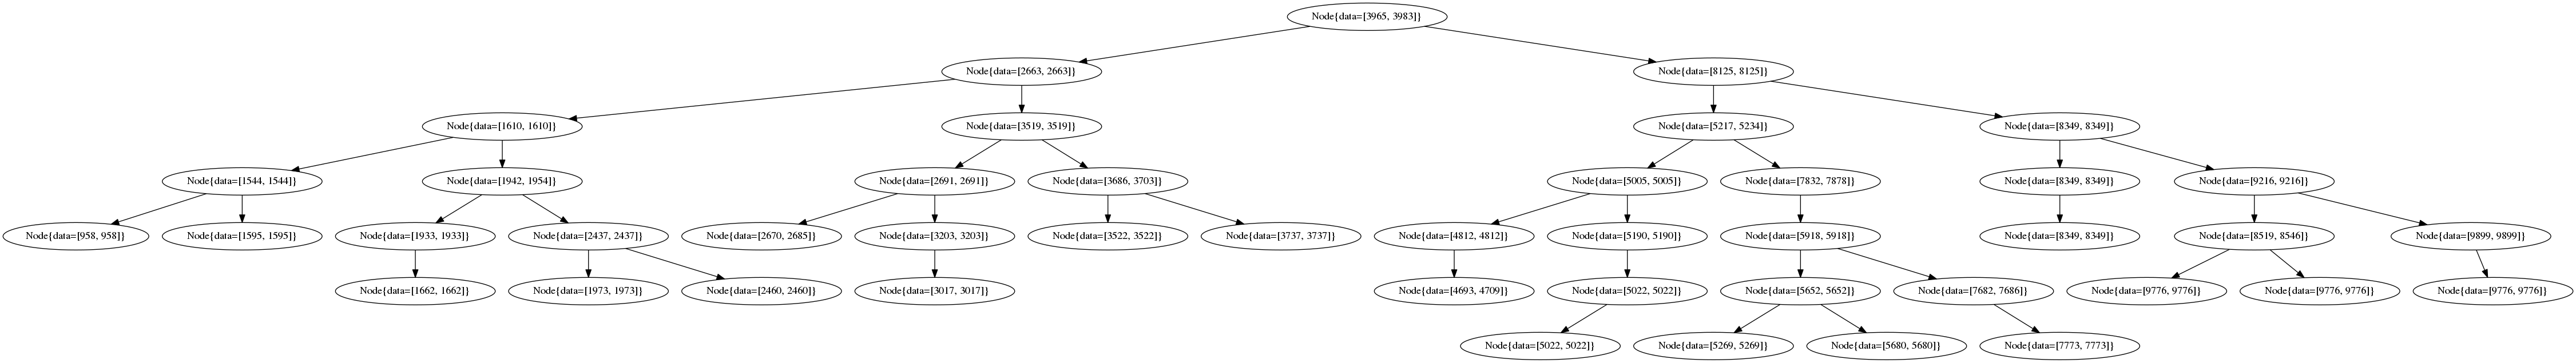 Node{data=[3965, 3983]}
Node{data=[2663, 2663]}
Node{data=[8125, 8125]}
Node{data=[1610, 1610]}
Node{data=[3519, 3519]}
Node{data=[5217, 5234]}
Node{data=[8349, 8349]}
Node{data=[1544, 1544]}
Node{data=[1942, 1954]}
Node{data=[2691, 2691]}
Node{data=[3686, 3703]}
Node{data=[5005, 5005]}
Node{data=[7832, 7878]}
Node{data=[8349, 8349]}
Node{data=[9216, 9216]}
Node{data=[958, 958]}
Node{data=[1595, 1595]}
Node{data=[1933, 1933]}
Node{data=[2437, 2437]}
Node{data=[2670, 2685]}
Node{data=[3203, 3203]}
Node{data=[3522, 3522]}
Node{data=[3737, 3737]}
Node{data=[4812, 4812]}
Node{data=[5190, 5190]}
Node{data=[5918, 5918]}
Node{data=[8349, 8349]}
Node{data=[8519, 8546]}
Node{data=[9899, 9899]}
Node{data=[1662, 1662]}
Node{data=[1973, 1973]}
Node{data=[2460, 2460]}
Node{data=[3017, 3017]}
Node{data=[4693, 4709]}
Node{data=[5022, 5022]}
Node{data=[5652, 5652]}
Node{data=[7682, 7686]}
Node{data=[9776, 9776]}
Node{data=[9776, 9776]}
Node{data=[9776, 9776]}
Node{data=[5022, 5022]}
Node{data=[5269, 5269]}
Node{data=[5680, 5680]}
Node{data=[7773, 7773]}